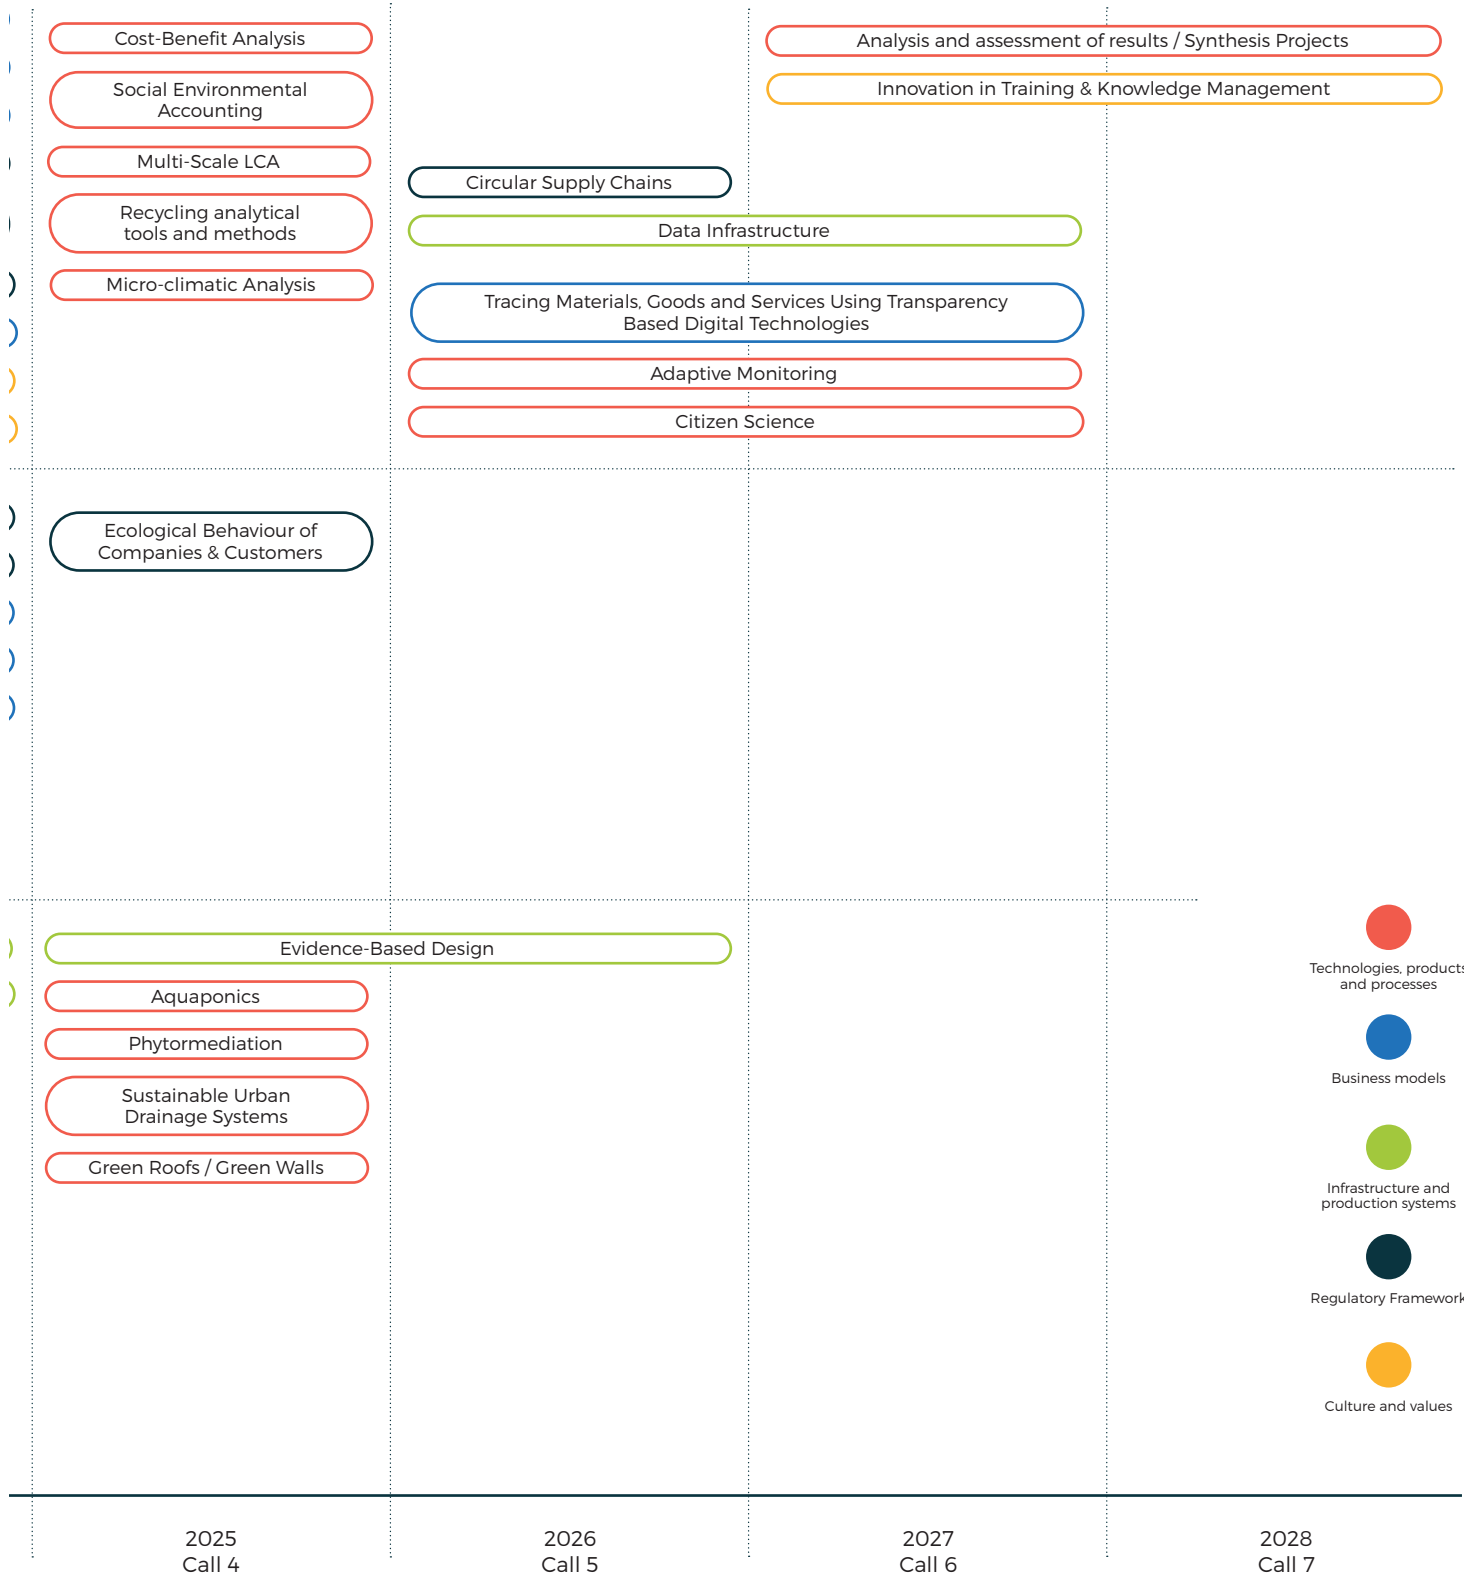 Cost-Benefit Analysis
Social Environmental
Accounting
Multi-Scale LCA
Recycling analytical
tools and methods
Micro-climatic Analysis
Circular Supply Chains
Data Infrastructure
Tracing Materials, Goods and Services Using Transparency
Based Digital Technologies
Adaptive Monitoring
Citizen Science
Analysis and assessment of results / Synthesis Projects
Innovation in Training & Knowledge Management
Ecological Behaviour of
Companies & Customers
Evidence-Based Design
Aquaponics
Phytormediation
Sustainable Urban
Drainage Systems
Green Roofs / Green Walls
Technologies, products
and processes
Business models
Infrastructure and
production systems
Regulatory Framework
Culture and values
2025
Call 4
2026
Call 5
2027
Call 6
2028
Call 7